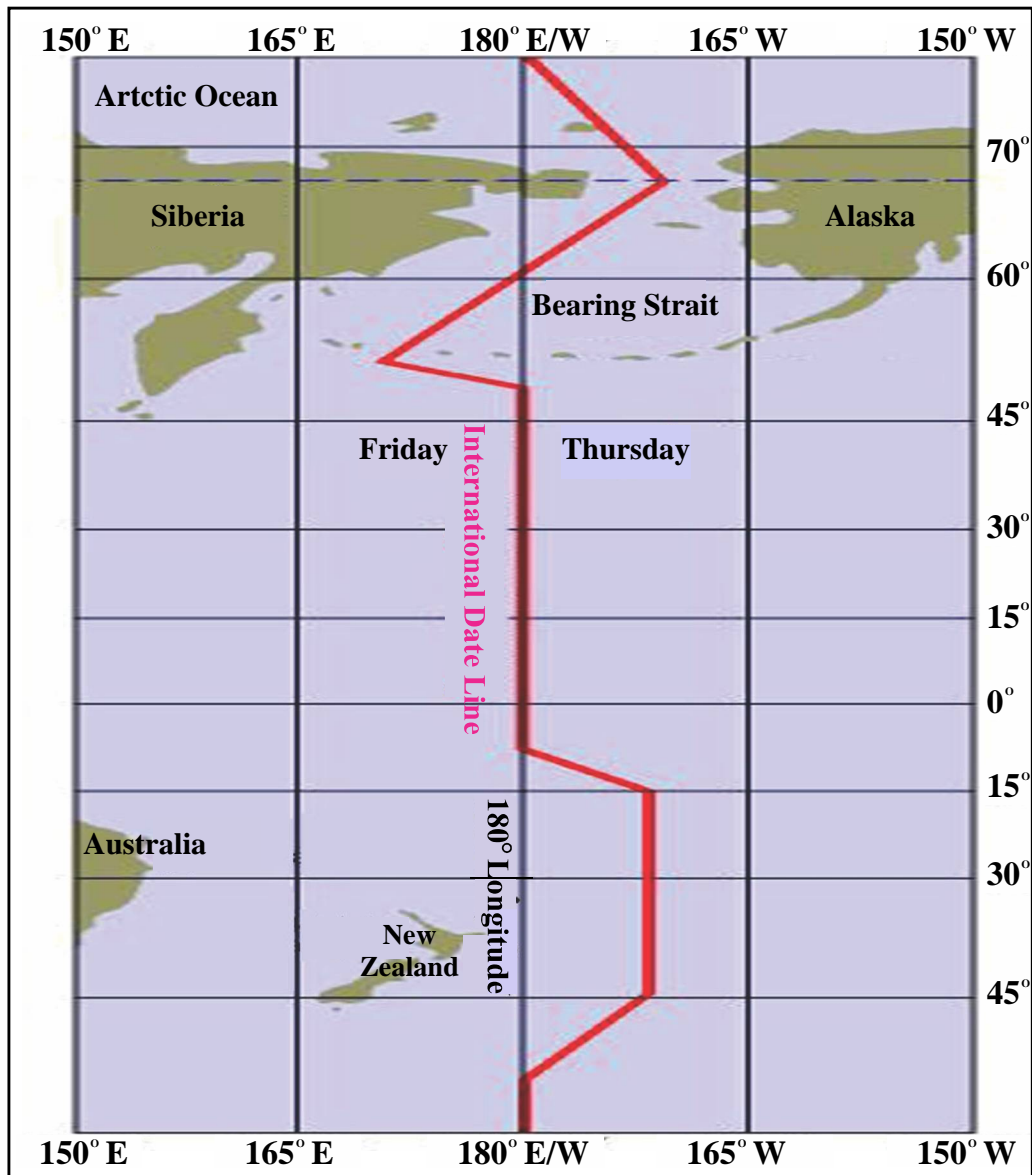 150° E 165° E 180° E/W 165° W 150° W
Artctic Ocean
70°
Siberia
Alaska
60°
Bearing Strait
45°
Friday
Thursday
International Date Line
30°
15°
0°
15°
180° Longitude
Australia
30°
New
Zealand
45°
150° E 165° E 180° E/W 165° W 150° W